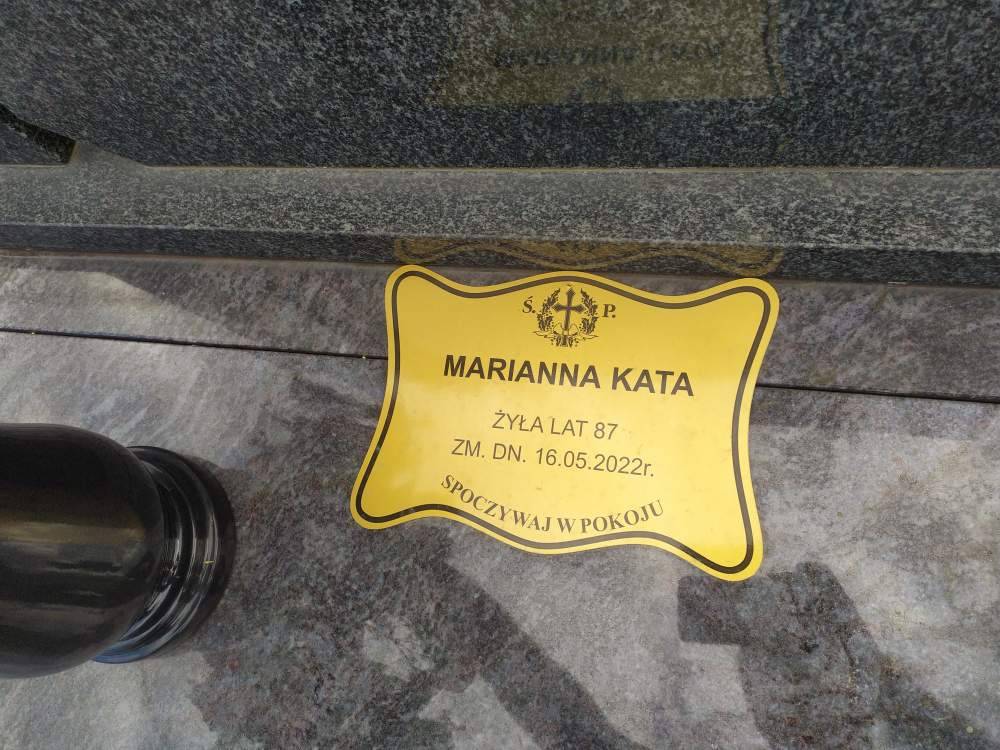 Ś. P.
MARIANNA KATA
ŻYŁA LAT 87
ZM. DN. 16.05.2022r.
SPOCZYWAJ W POKOJU